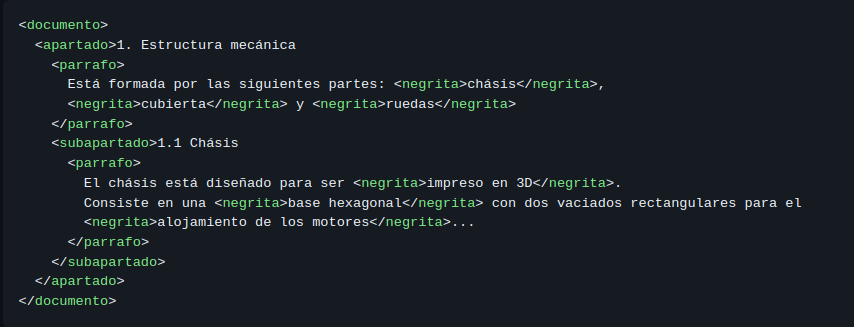 <documento>
<apartado>1. Estructura mecánica
<parrafo>
Está formada por las siguientes partes: <negrita>chásis</negrita>,
<negrita>cubierta</negrita> y <negrita>ruedas</negrita>
</parrafo>
<subapartado>1.1 Chásis
<parrafo>
El chásis está diseñado para ser <negrita>impreso en 3D</negrita>.
Consiste en una <negrita>base hexagonal</negrita> con dos vaciados rectangulares para el
<negrita>alojamiento de los motores</negrita>...
</parrafo>
</subapartado>
</apartado>
</documento>